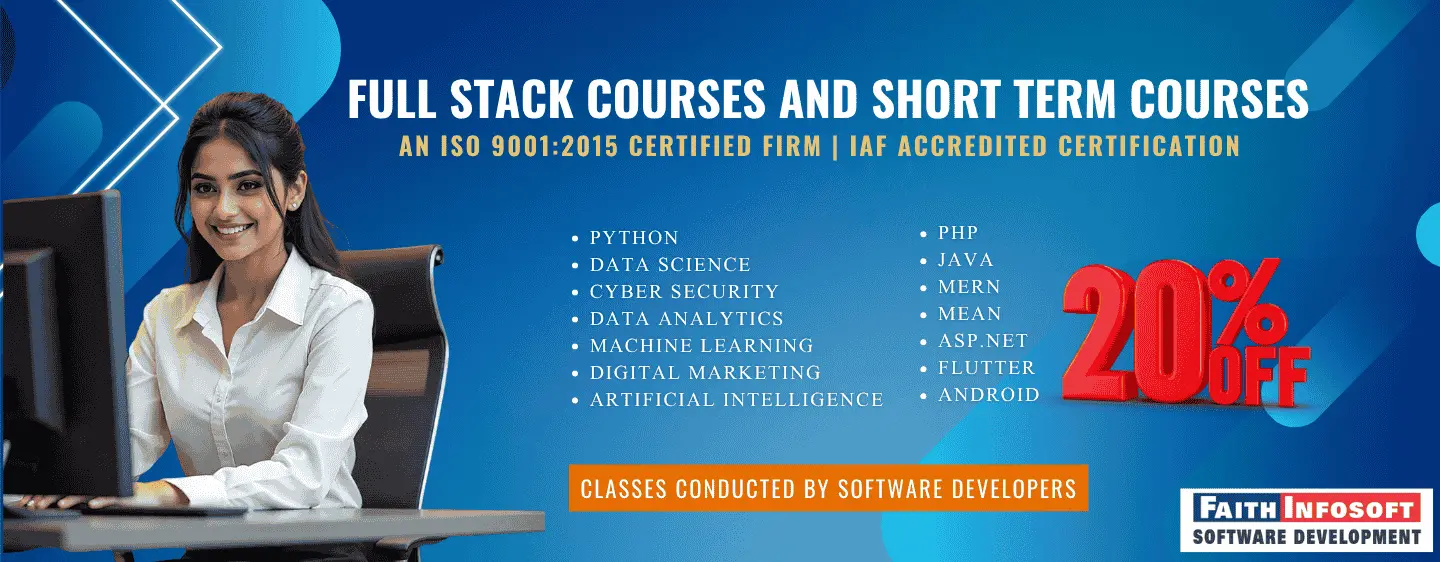 FULL STACK COURSES AND SHORT TERM COURSES
AN ISO 9001:2015 CERTIFIED FIRM | IAF ACCREDITED CERTIFICATION
• PYTHON
• DATA SCIENCE
• CYBER SECURITY
• DATA ANALYTICS
• MACHINE LEARNING
• DIGITAL MARKETING
• ARTIFICIAL INTELLIGENCE
• PHP
• JAVA
• MERN
• MEAN
• ASP.NET
• FLUTTER
• ANDROID
20% OFF
CLASSES CONDUCTED BY SOFTWARE DEVELOPERS
FAITH INFOSOFT
SOFTWARE DEVELOPMENT